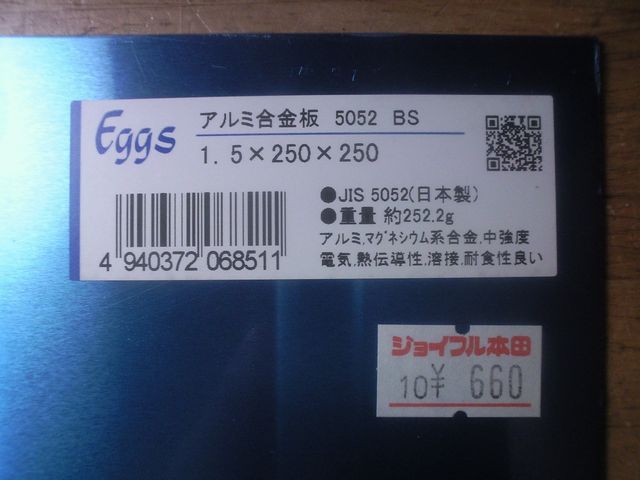 Eggs
アルミ合金板 5052 BS
1.5×250×250
●JIS 5052(日本製)
●重量 約252.2g
アルミ,マグネシウム系合金,中強度
電気,熱伝導性,溶接,耐食性良い
4 940372 068511
ジョイフル本田
10¥ 660